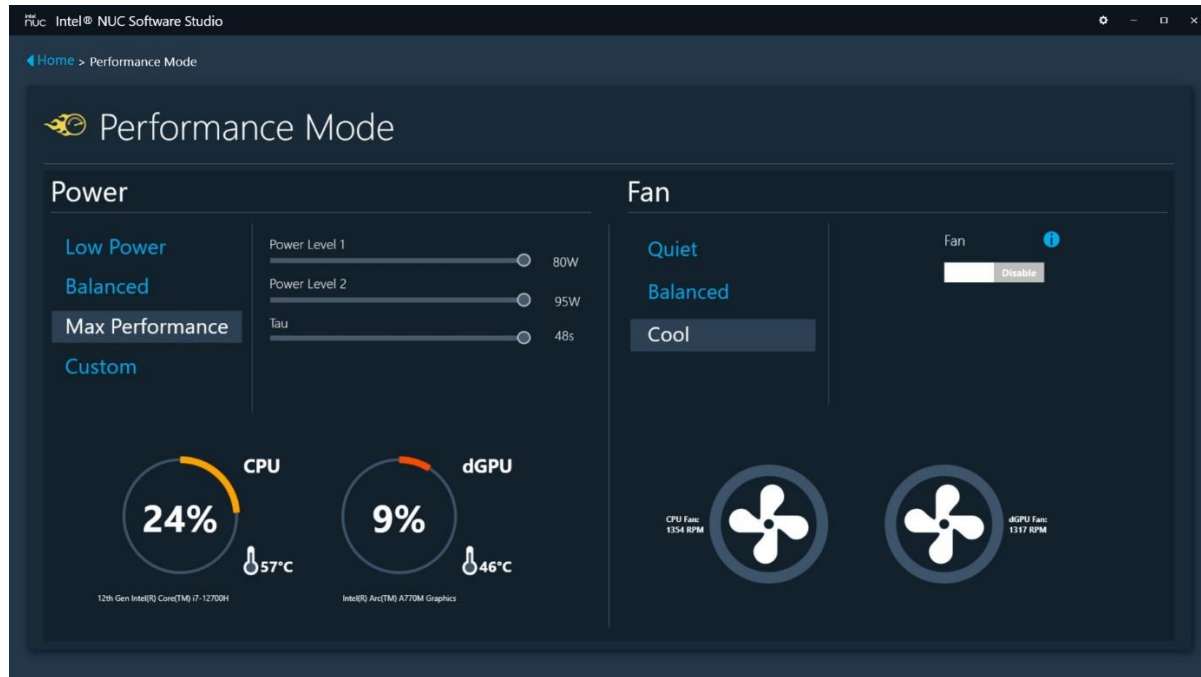 intel nuc Intel® NUC Software Studio
Home > Performance Mode
Performance Mode
Power
Low Power
Balanced
Max Performance
Custom
Power Level 1
80W
Power Level 2
95W
Tau
48s
CPU
24%
57°C
12th Gen Intel(R) Core(TM) i7-12700H
dGPU
9%
46°C
Intel(R) Arc(TM) A770M Graphics
Fan
Quiet
Balanced
Cool
Fan
Disable
CPU Fan:
1354 RPM
dGPU Fan:
1317 RPM